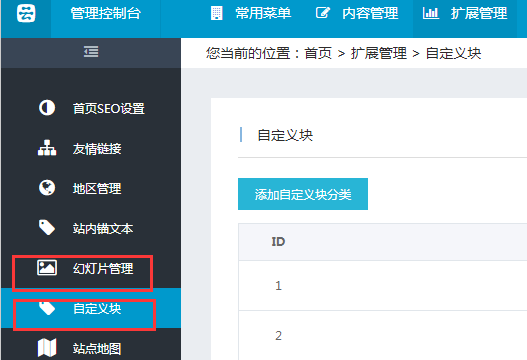 管理控制台 常用菜单 内容管理 扩展管理
您当前的位置：首页 > 扩展管理 > 自定义块
首页SEO设置
友情链接
地区管理
站内锚文本
幻灯片管理
自定义块
站点地图
自定义块
添加自定义块分类
ID
1
2